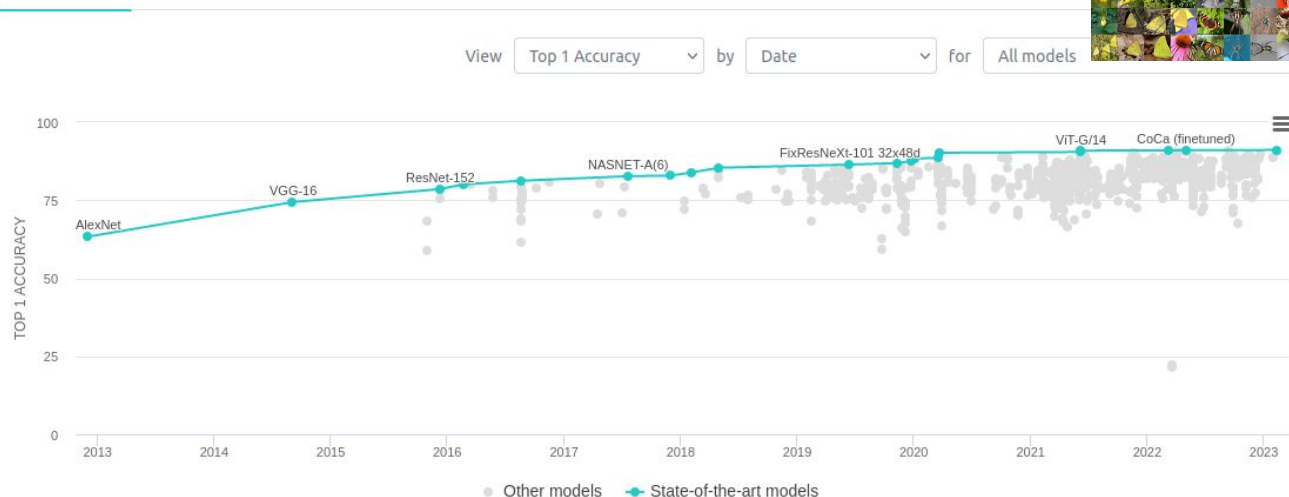 View Top 1 Accuracy by Date for All models
100
75
50
25
0
TOP 1 ACCURACY
AlexNet
VGG-16
ResNet-152
NASNET-A(6)
FixResNeXt-101 32x48d
ViT-G/14
CoCa (finetuned)
2013 2014 2015 2016 2017 2018 2019 2020 2021 2022 2023
Other models State-of-the-art models